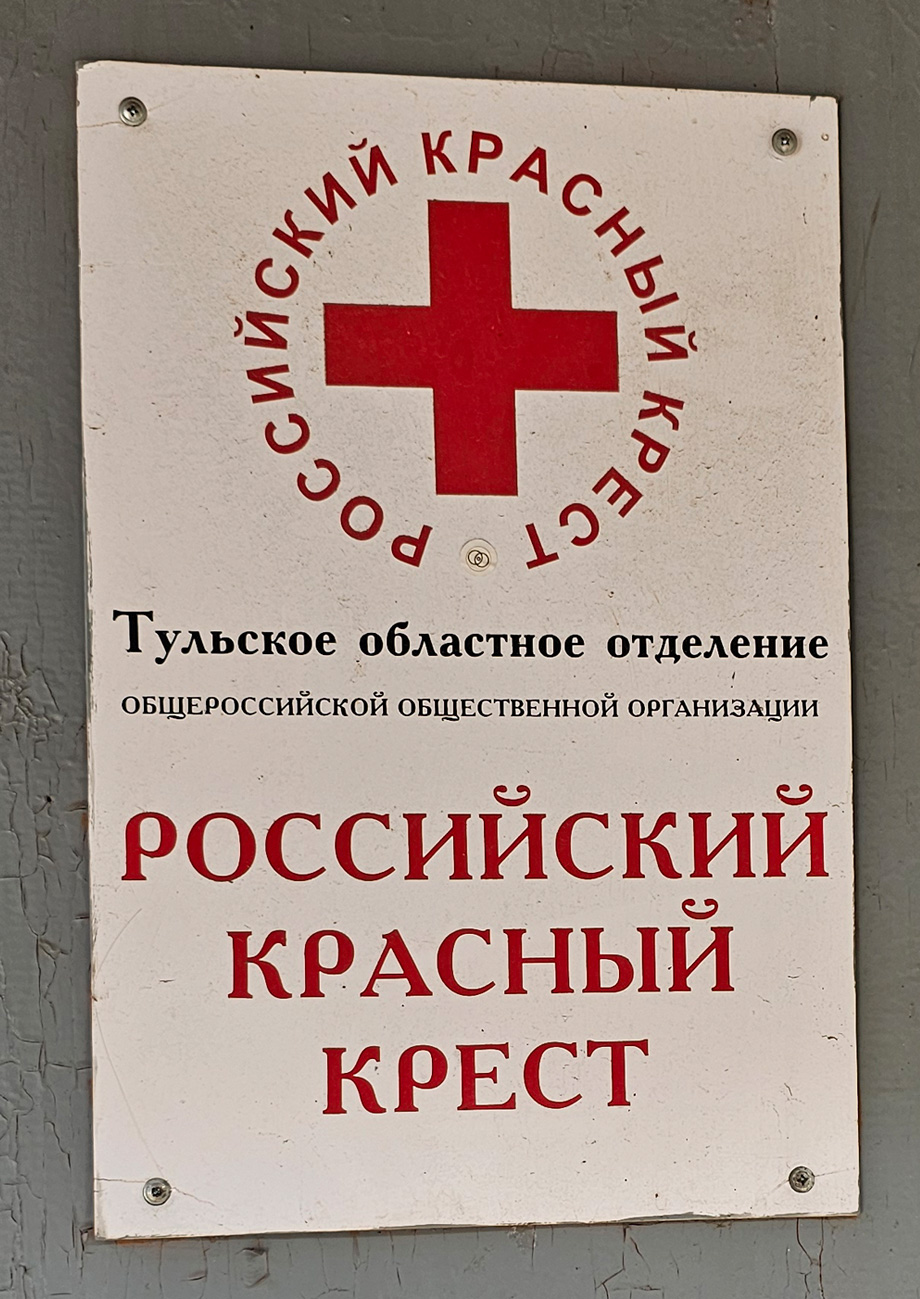 РОССИЙСКИЙ КРАСНЫЙ КРЕСТ
Тульское областное отделение
ОБЩЕРОССИЙСКОЙ ОБЩЕСТВЕННОЙ ОРГАНИЗАЦИИ
РОССИЙСКИЙ
КРАСНЫЙ
КРЕСТ